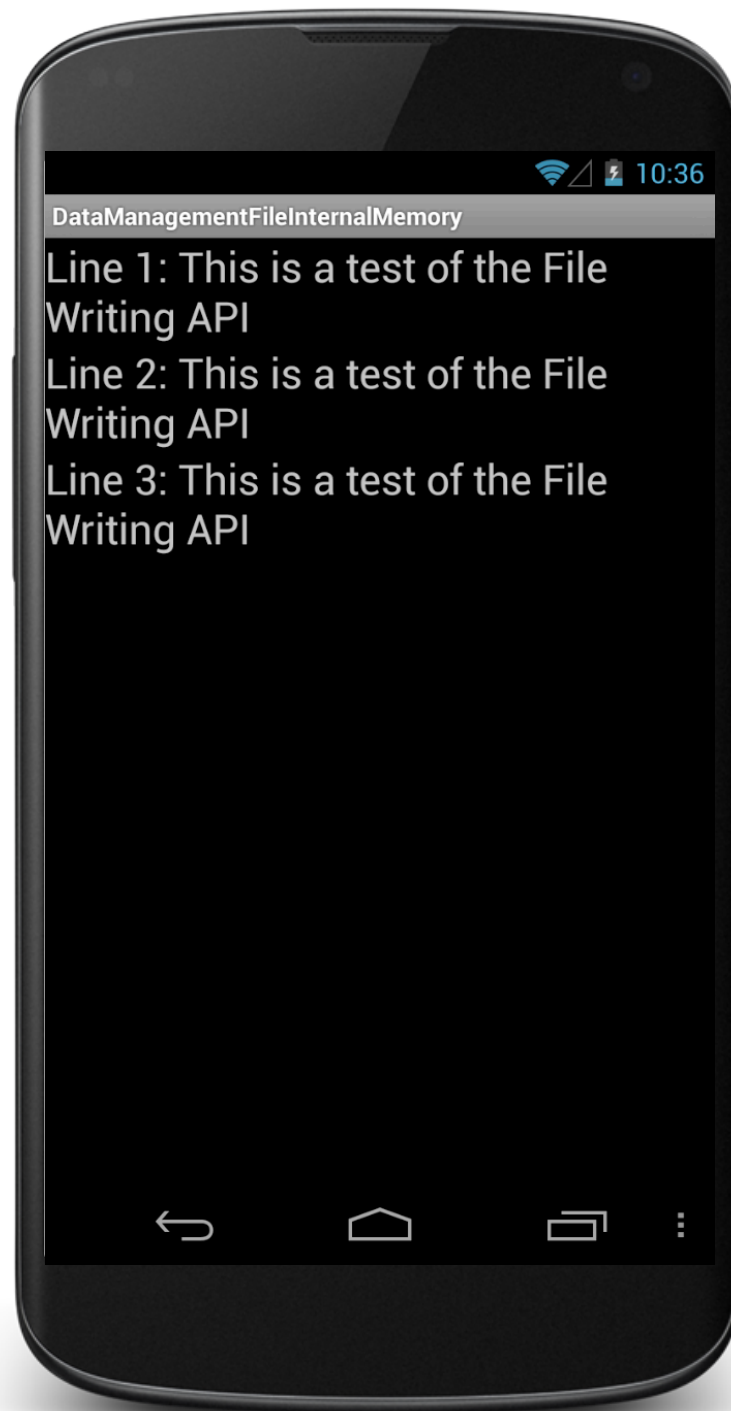 10:36
DataManagementFileInternalMemory
Line 1: This is a test of the File
Writing API
Line 2: This is a test of the File
Writing API
Line 3: This is a test of the File
Writing API